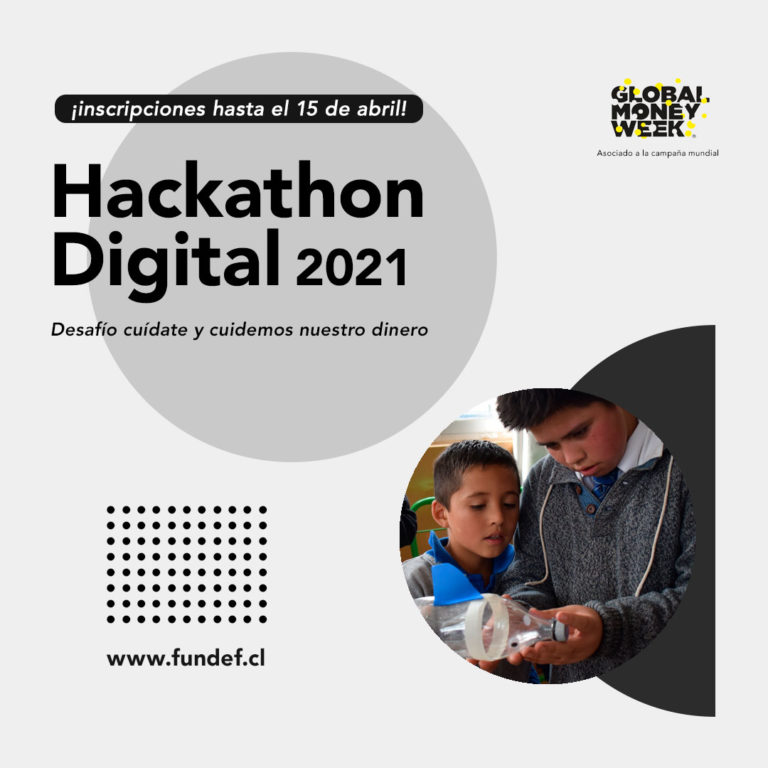 ¡inscripciones hasta el 15 de abril!
GLOBAL
MONEY
WEEK
Asociado a la campaña mundial
Hackathon
Digital 2021
Desafío cuídate y cuidemos nuestro dinero
www.fundef.cl